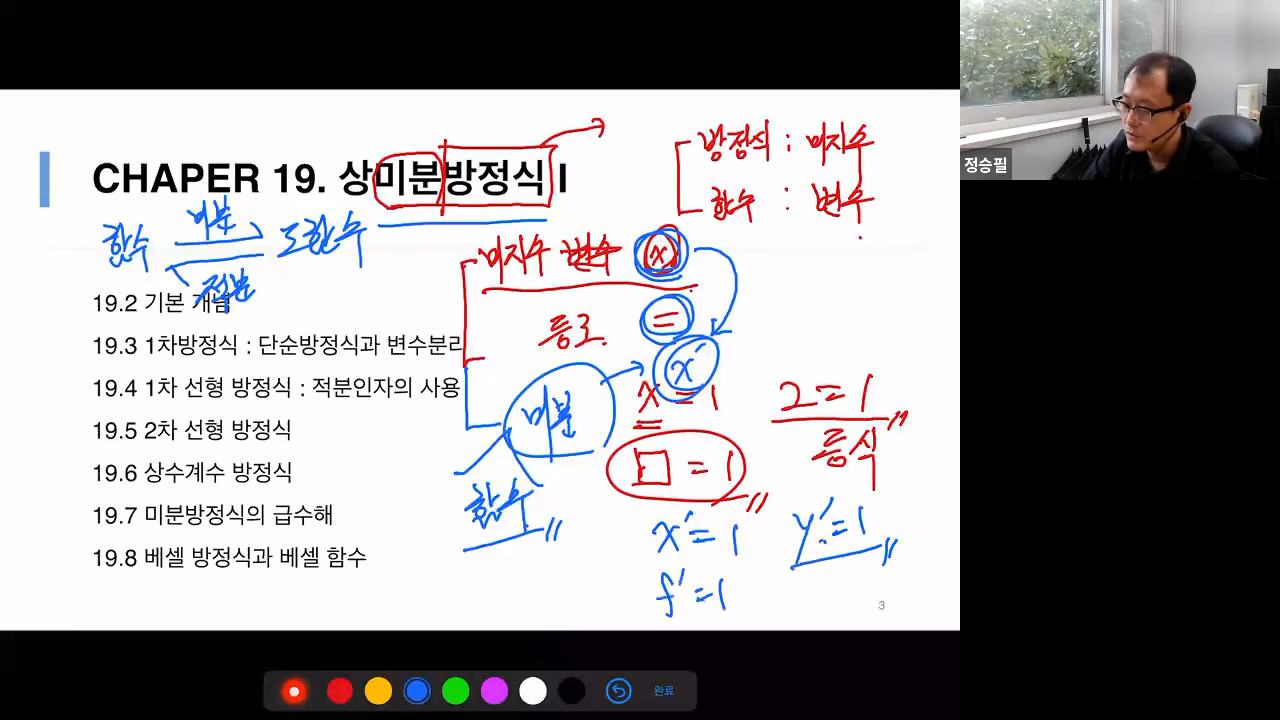 CHAPER 19. 상미분방정식 I
방정식 : 미지수
함수 : 변수
정승필
함수 미분 도함수
적분
미지수 변수 x
등호 =
x'
미분
함수
x = 1
□ = 1
2 = 1
등식
x' = 1
y' = 1
f' = 1
19.2 기본 개념
19.3 1차방정식 : 단순방정식과 변수분리
19.4 1차 선형 방정식 : 적분인자의 사용
19.5 2차 선형 방정식
19.6 상수계수 방정식
19.7 미분방정식의 급수해
19.8 베셀 방정식과 베셀 함수
3
완료